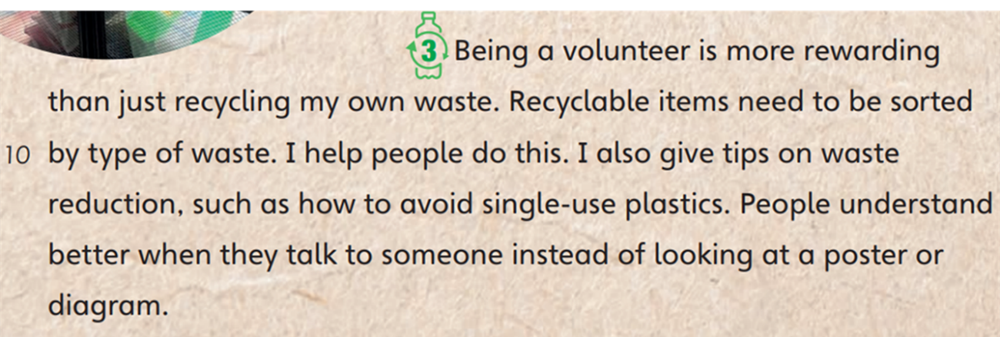 3 Being a volunteer is more rewarding
than just recycling my own waste. Recyclable items need to be sorted
10 by type of waste. I help people do this. I also give tips on waste
reduction, such as how to avoid single-use plastics. People understand
better when they talk to someone instead of looking at a poster or
diagram.